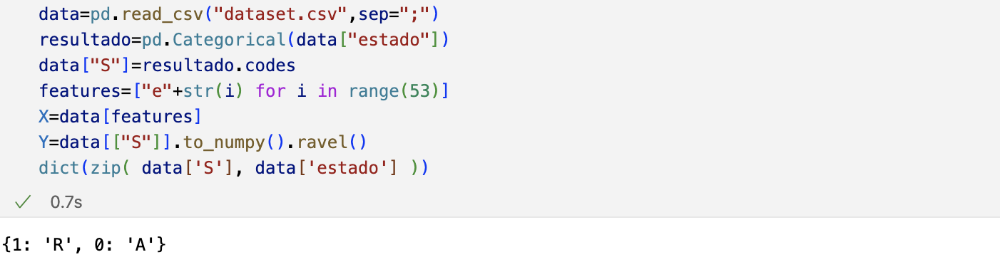 data=pd.read_csv("dataset.csv",sep=";")
resultado=pd.Categorical(data["estado"])
data["S"]=resultado.codes
features=["e"+str(i) for i in range(53)]
X=data[features]
Y=data[["S"]].to_numpy().ravel()
dict(zip( data['S'], data['estado'] ))
✓ 0.7s
{1: 'R', 0: 'A'}